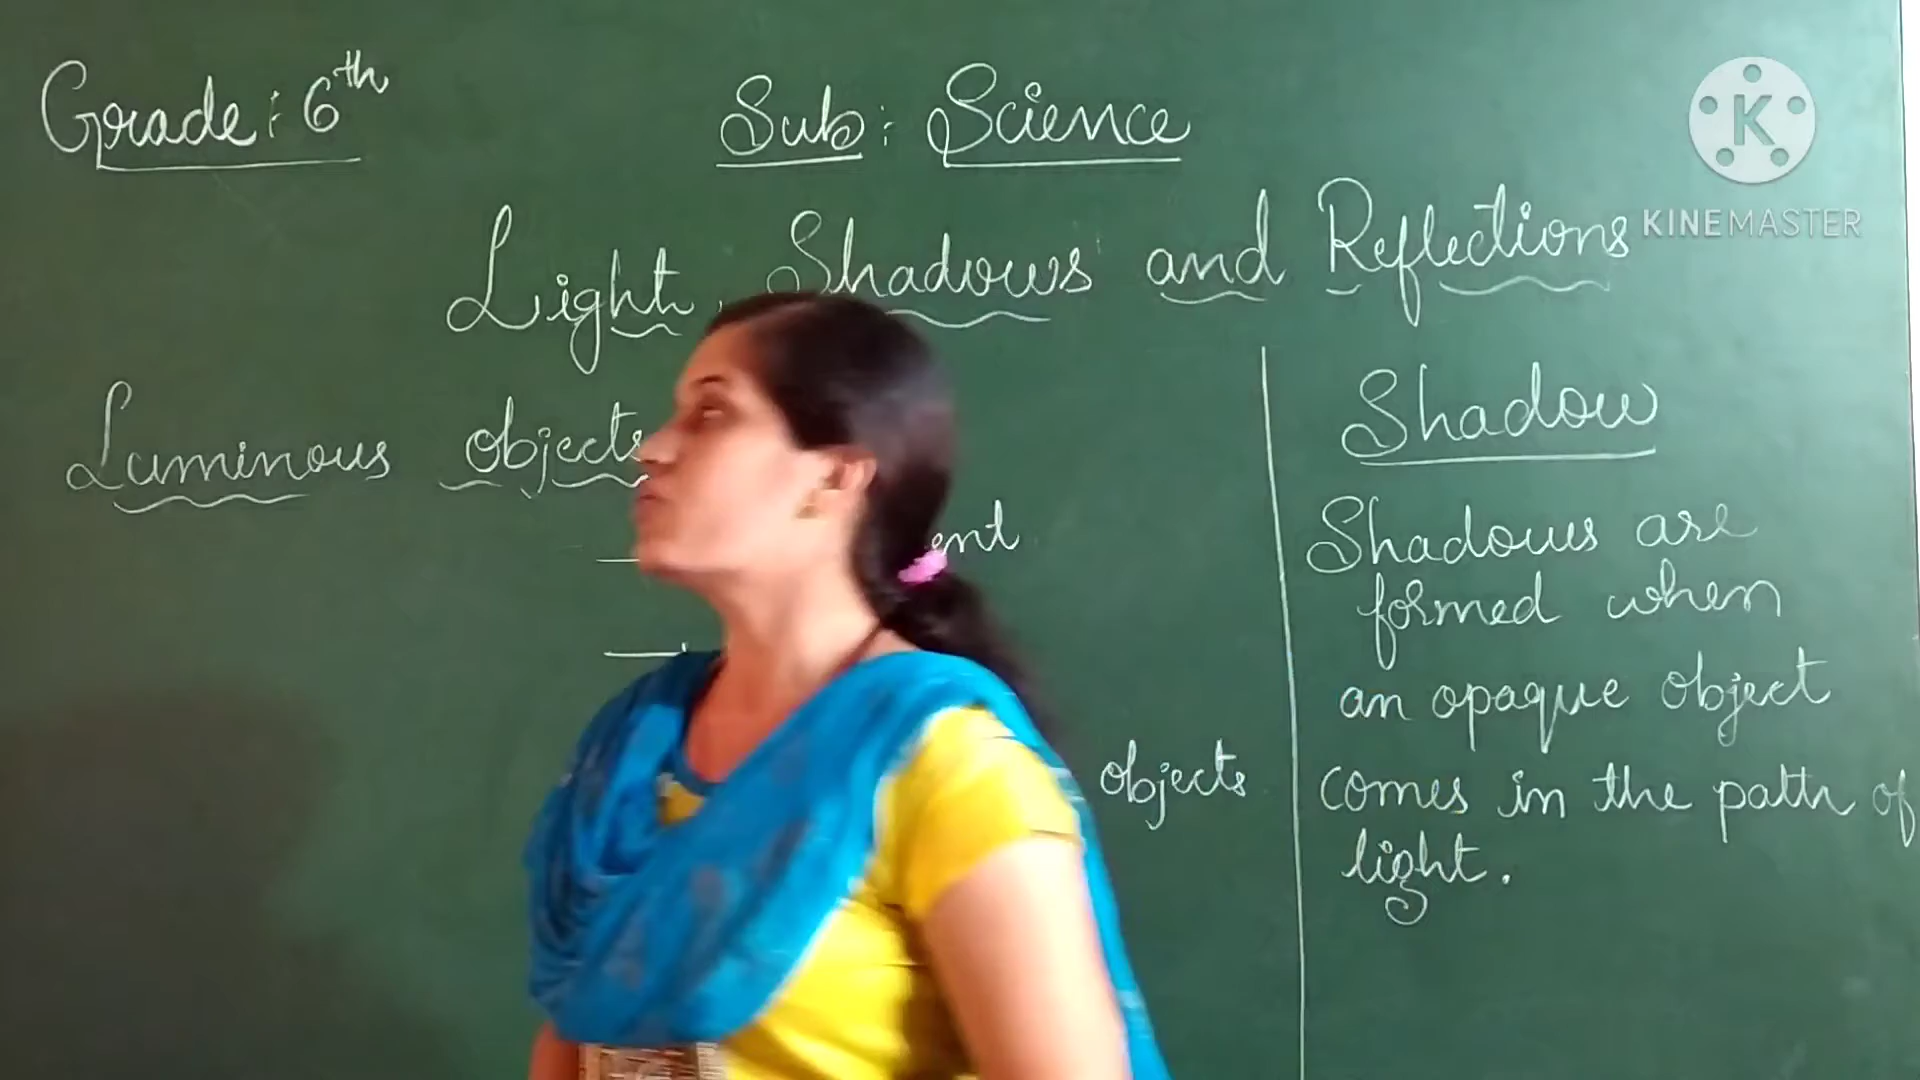 Grade: 6th
Sub: Science
K
KINEMASTER
Light, Shadows and Reflections
Luminous objects
objects
Shadow
Shadows are
formed when
an opaque object
comes in the path of
light.